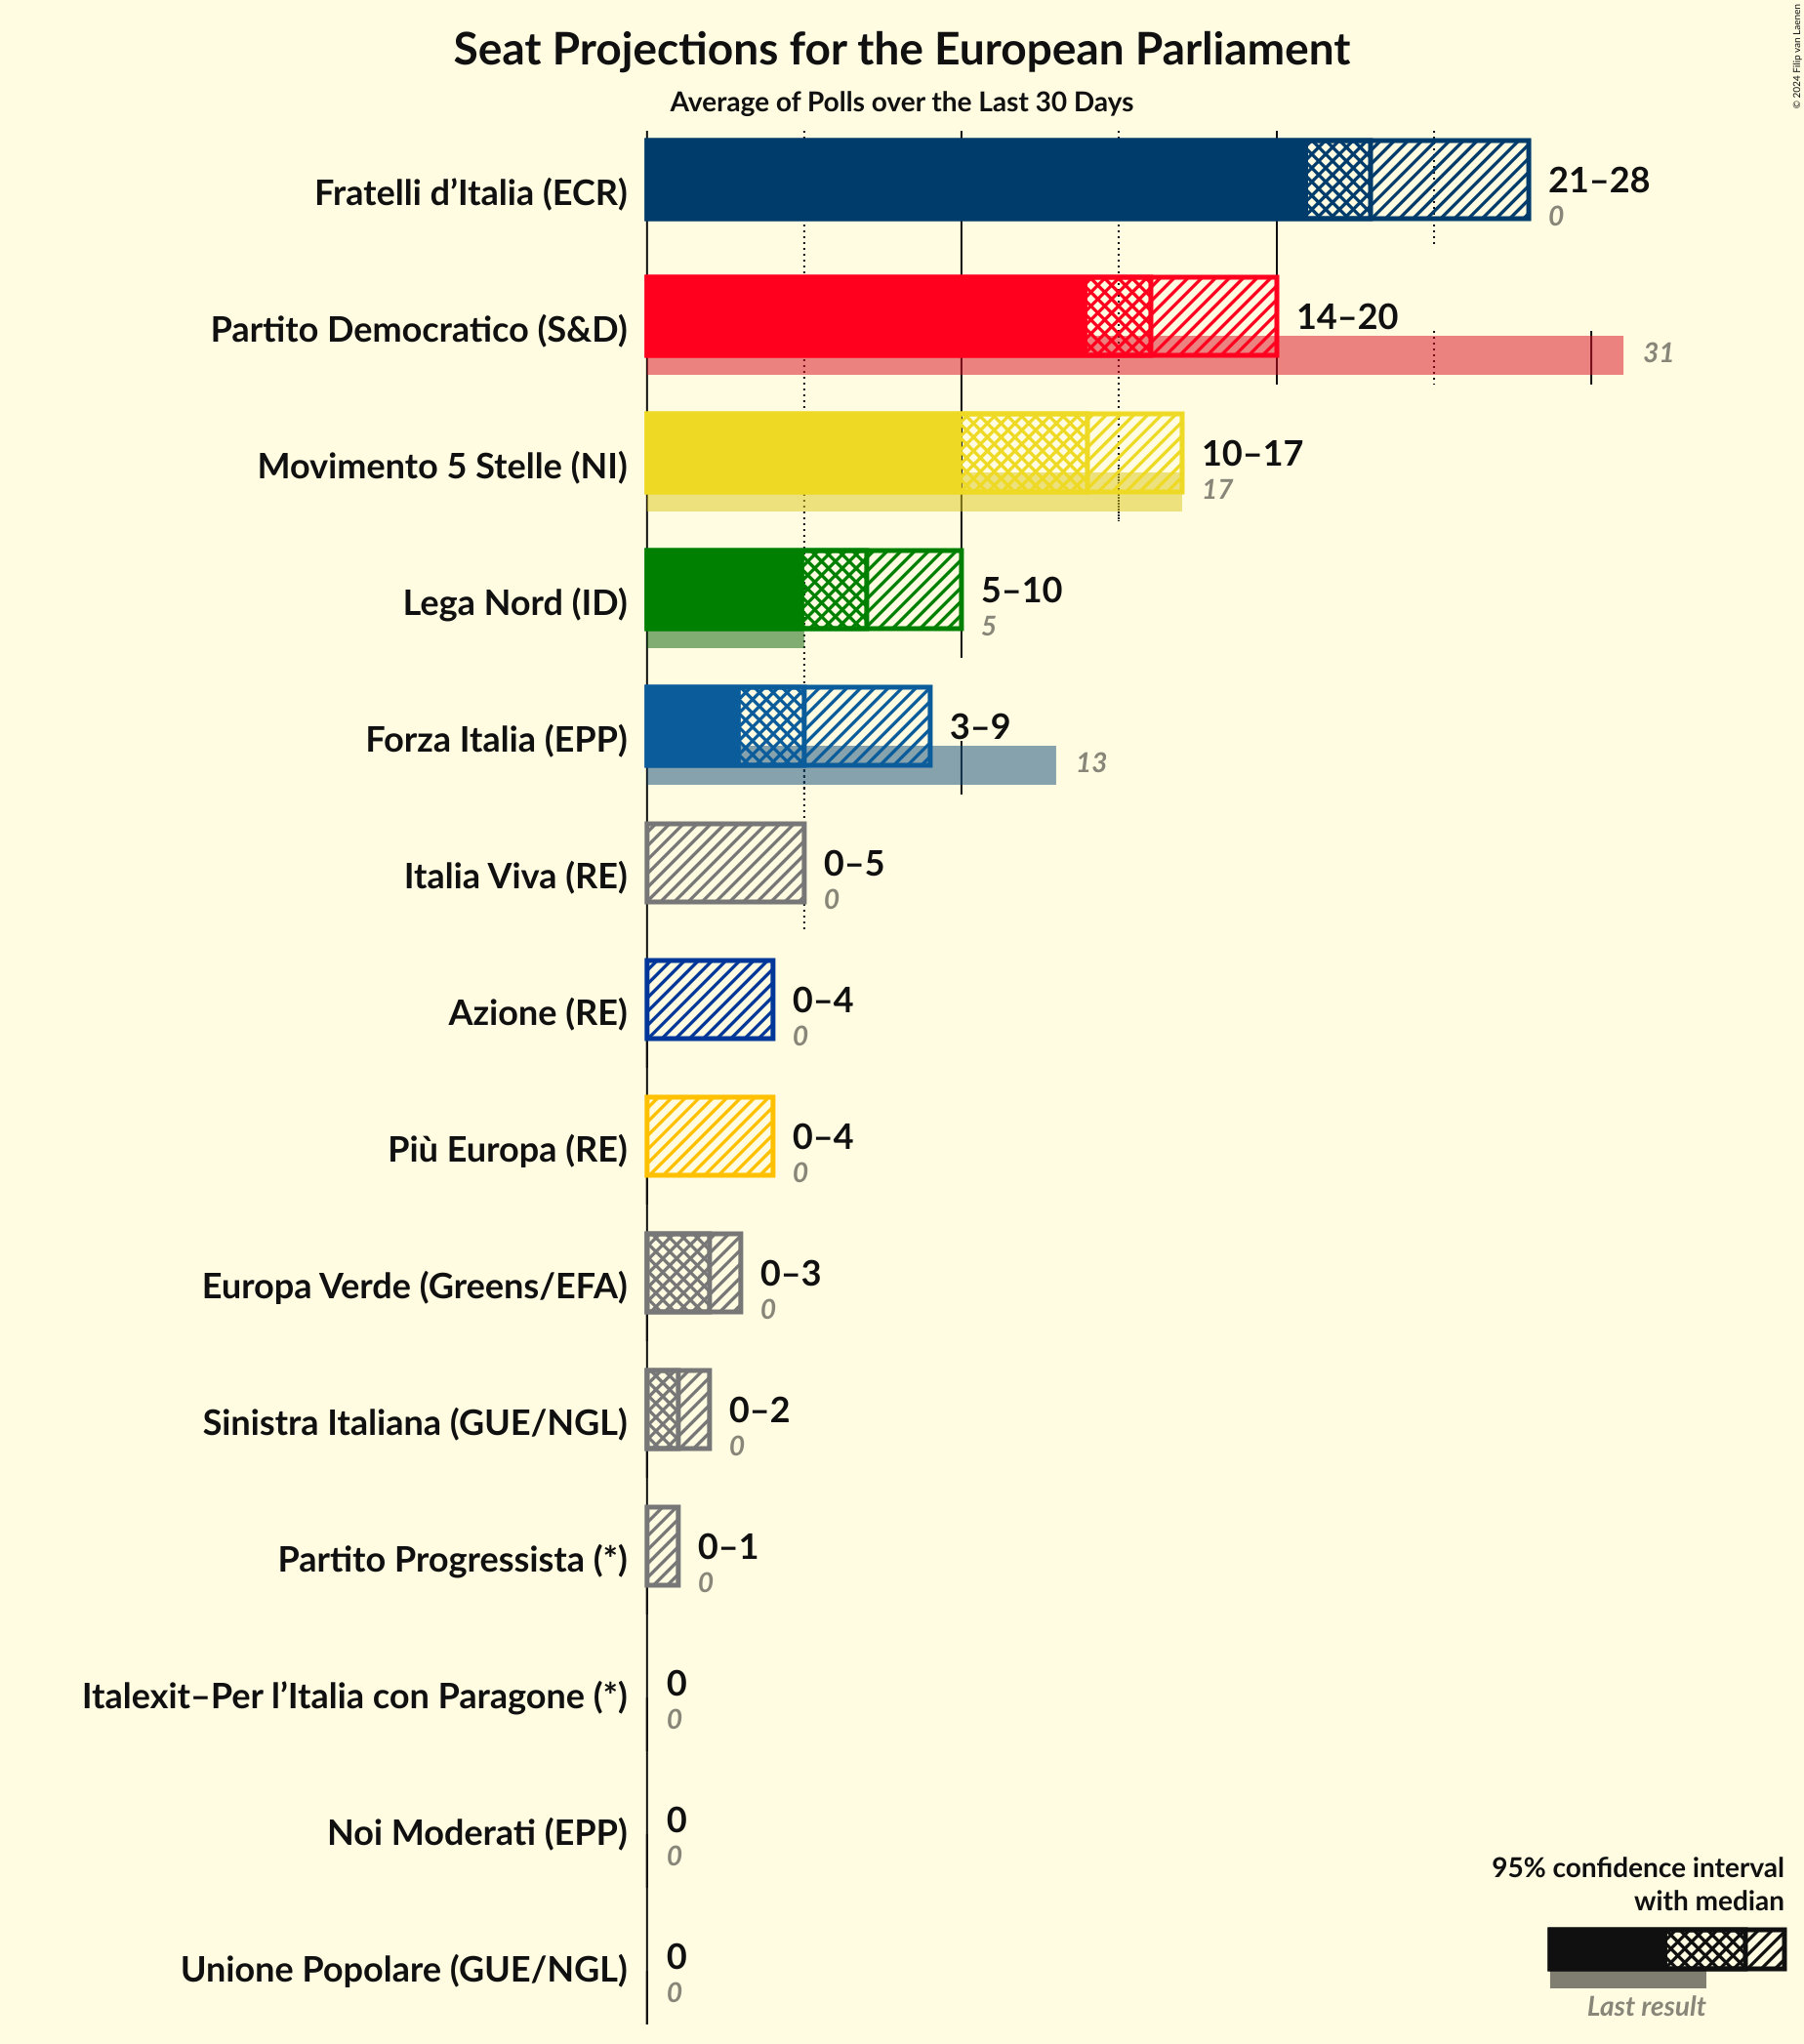 © 2024 Filip van Laenen
Seat Projections for the European Parliament
Average of Polls over the Last 30 Days
Fratelli d’Italia (ECR)
21–28
0
Partito Democratico (S&D)
14–20
31
Movimento 5 Stelle (NI)
10–17
17
Lega Nord (ID)
5–10
5
Forza Italia (EPP)
3–9
13
Italia Viva (RE)
0–5
0
Azione (RE)
0–4
0
Più Europa (RE)
0–4
0
Europa Verde (Greens/EFA)
0–3
0
Sinistra Italiana (GUE/NGL)
0–2
0
Partito Progressista (*)
0–1
0
Italexit–Per l’Italia con Paragone (*)
0
0
Noi Moderati (EPP)
0
0
Unione Popolare (GUE/NGL)
0
0
95% confidence interval
with median
Last result